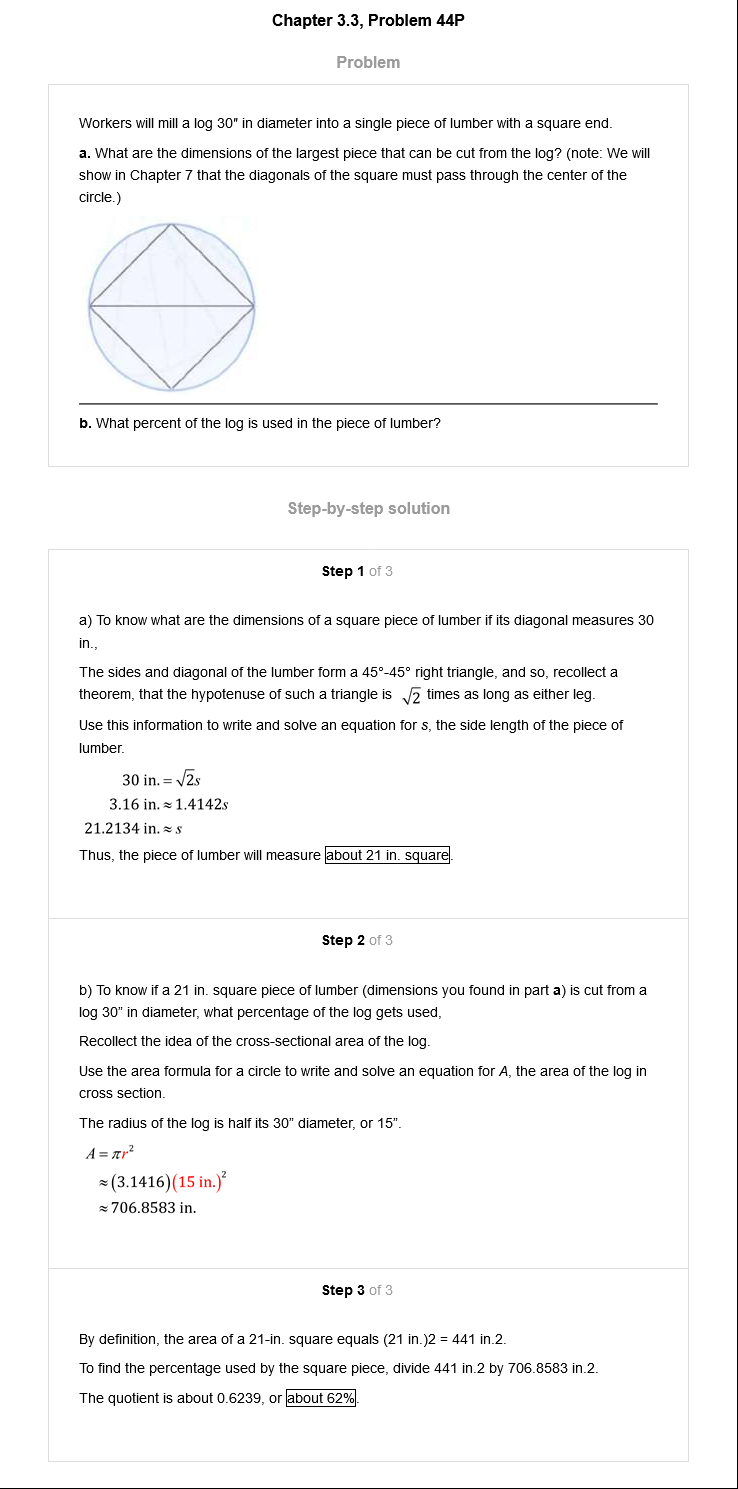 Chapter 3.3, Problem 44P
Problem
Workers will mill a log 30″ in diameter into a single piece of lumber with a square end.
a. What are the dimensions of the largest piece that can be cut from the log? (note: We will
show in Chapter 7 that the diagonals of the square must pass through the center of the
circle.)
b. What percent of the log is used in the piece of lumber?
Step-by-step solution
Step 1 of 3
a) To know what are the dimensions of a square piece of lumber if its diagonal measures 30
in.,
The sides and diagonal of the lumber form a 45°-45° right triangle, and so, recollect a
theorem, that the hypotenuse of such a triangle is √2 times as long as either leg.
Use this information to write and solve an equation for s, the side length of the piece of
lumber.
30 in. = √2s
3.16 in. ≈ 1.4142s
21.2134 in. ≈ s
Thus, the piece of lumber will measure about 21 in. square.
Step 2 of 3
b) To know if a 21 in. square piece of lumber (dimensions you found in part a) is cut from a
log 30” in diameter, what percentage of the log gets used,
Recollect the idea of the cross-sectional area of the log.
Use the area formula for a circle to write and solve an equation for A, the area of the log in
cross section.
The radius of the log is half its 30” diameter, or 15”.
A = πr²
≈ (3.1416)(15 in.)²
≈ 706.8583 in.
Step 3 of 3
By definition, the area of a 21-in. square equals (21 in.)2 = 441 in.2.
To find the percentage used by the square piece, divide 441 in.2 by 706.8583 in.2.
The quotient is about 0.6239, or about 62%.